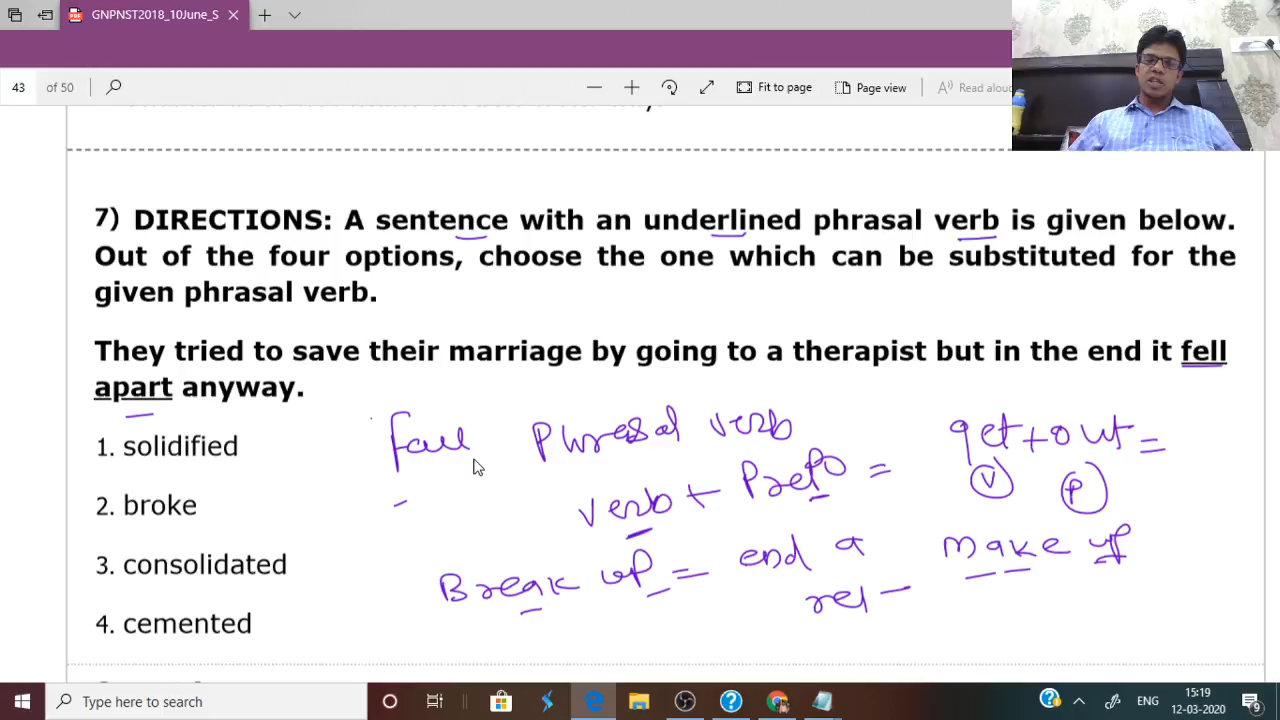 GNPNST2018_10June_S
43 of 50
Fit to page
Page view
Read alou
7) DIRECTIONS: A sentence with an underlined phrasal verb is given below.
Out of the four options, choose the one which can be substituted for the
given phrasal verb.
They tried to save their marriage by going to a therapist but in the end it fell
apart anyway.
1. solidified
2. broke
3. consolidated
4. cemented
Phrasal verb
get+out=
verb + Prepo =
V P
Break up = end a
rel
make up
Type here to search
ENG
15:19
12-03-2020